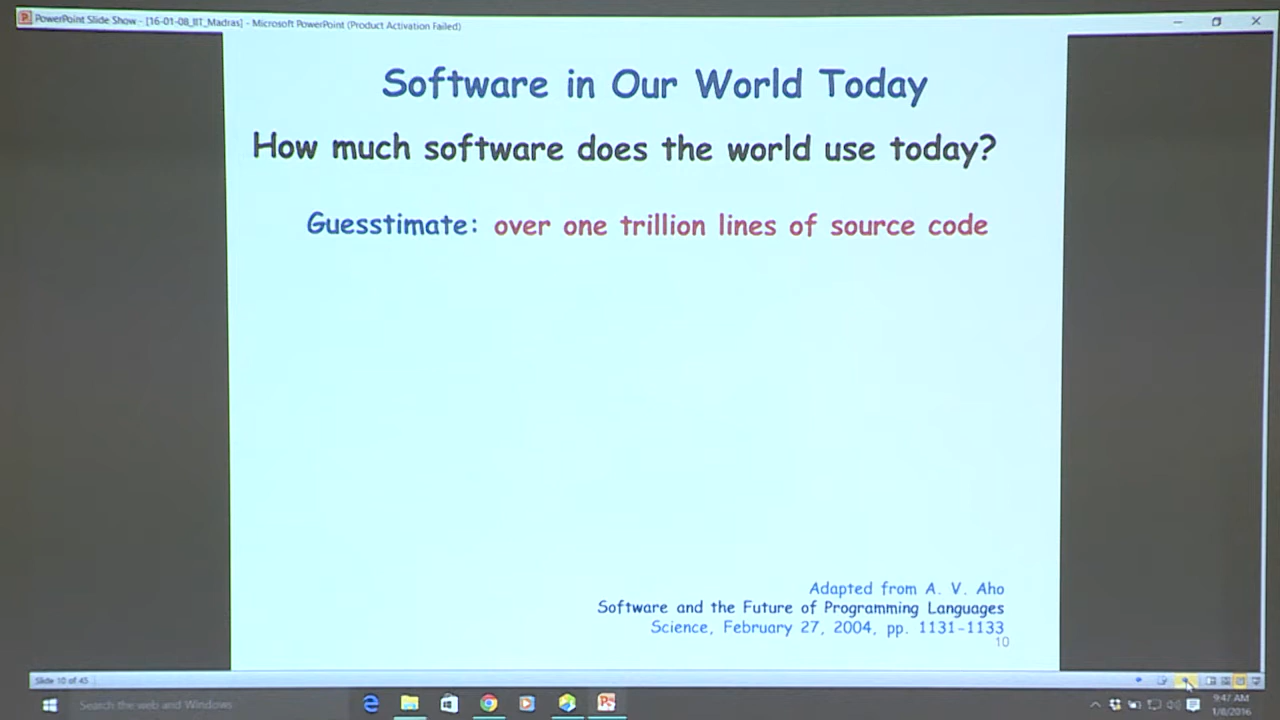 PowerPoint Slide Show - [16-01-08_IIT_Madras] - Microsoft PowerPoint (Product Activation Failed)
Software in Our World Today
How much software does the world use today?
Guesstimate: over one trillion lines of source code
Adapted from A. V. Aho
Software and the Future of Programming Languages
Science, February 27, 2004, pp. 1131-1133
10
Slide 10 of 45
Search the web and Windows
9:47 AM
1/8/2016